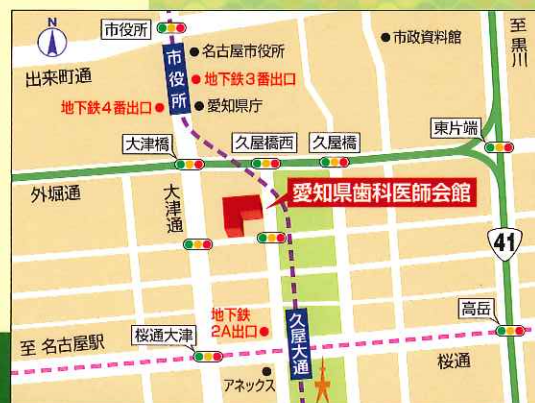 N
市役所
出来町通
市役所
名古屋市役所
地下鉄3番出口
地下鉄4番出口
愛知県庁
市政資料館
至黒川
大津橋
久屋橋西
久屋橋
東片端
外堀通
大津通
愛知県歯科医師会館
41
地下鉄
2A出口
久屋大通
高岳
至 名古屋駅
桜通大津
桜通
アネックス